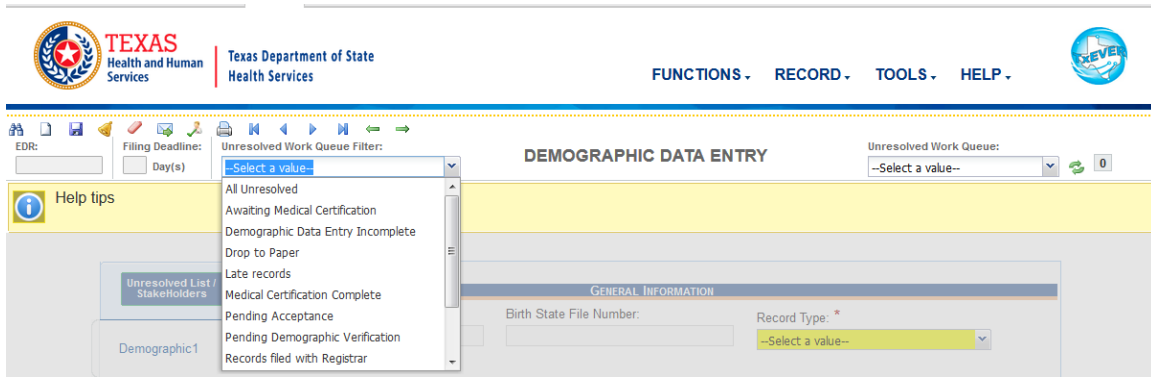 TEXAS
Health and Human
Services
Texas Department of State
Health Services
FUNCTIONS
RECORD
TOOLS
HELP
TxEVER
EDR:
Filing Deadline:
Day(s)
Unresolved Work Queue Filter:
--Select a value--
DEMOGRAPHIC DATA ENTRY
Unresolved Work Queue:
--Select a value--
0
Help tips
All Unresolved
Awaiting Medical Certification
Demographic Data Entry Incomplete
Drop to Paper
Late records
Medical Certification Complete
Pending Acceptance
Pending Demographic Verification
Records filed with Registrar
Unresolved List /
StakeHolders
GENERAL INFORMATION
Birth State File Number:
Record Type: *
--Select a value--
Demographic1